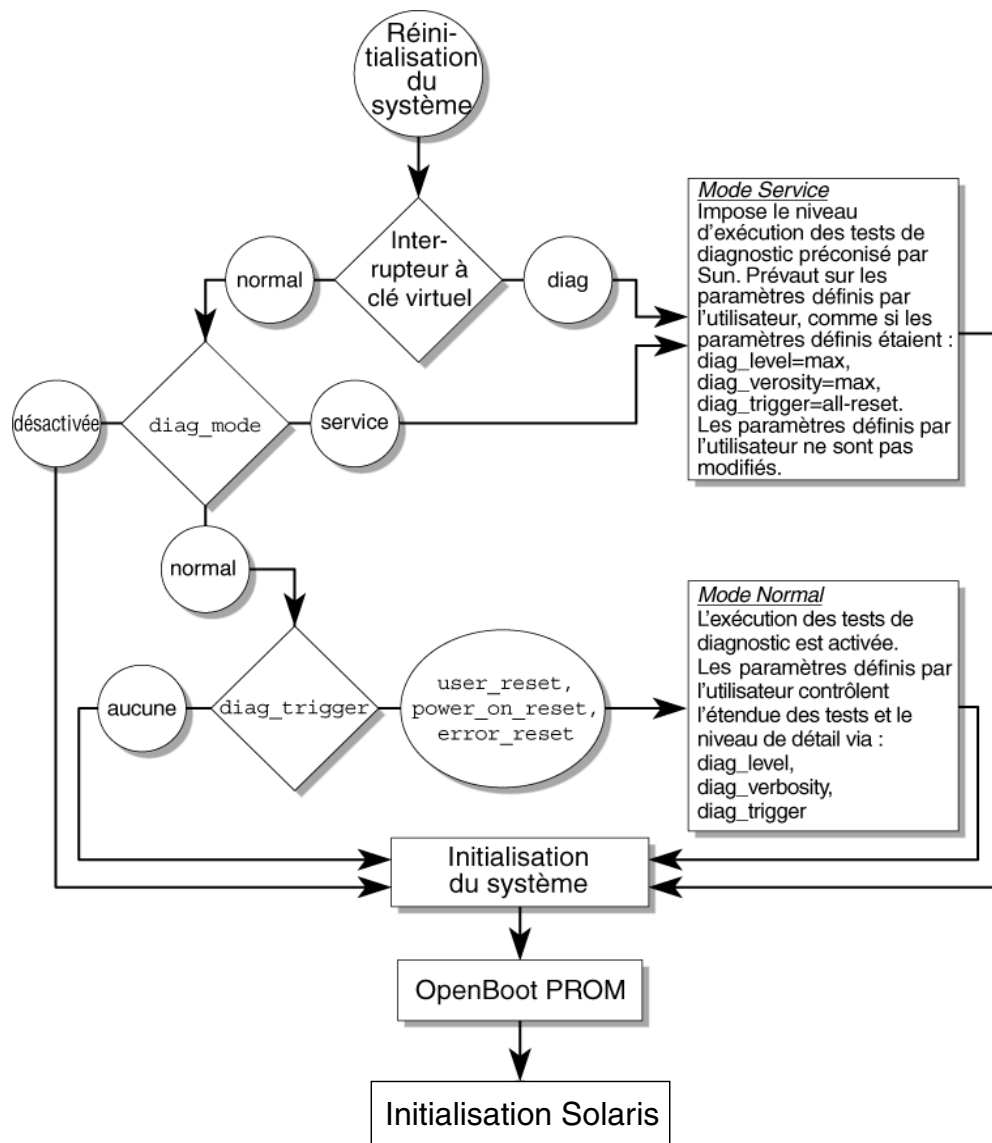 Réini-
tialisation
du
système
Inter-
rupteur à
clé virtuel
normal
diag
Mode Service
Impose le niveau
d'exécution des tests de
diagnostic préconisé par
Sun. Prévaut sur les
paramètres définis par
l'utilisateur, comme si les
paramètres définis étaient :
diag_level=max,
diag_verosity=max,
diag_trigger=all-reset.
Les paramètres définis par
l'utilisateur ne sont pas
modifiés.
désactivée
diag_mode
service
normal
Mode Normal
L'exécution des tests de
diagnostic est activée.
Les paramètres définis par
l'utilisateur contrôlent
l'étendue des tests et le
niveau de détail via :
diag_level,
diag_verbosity,
diag_trigger
aucune
diag_trigger
user_reset,
power_on_reset,
error_reset
Initialisation
du système
OpenBoot PROM
Initialisation Solaris